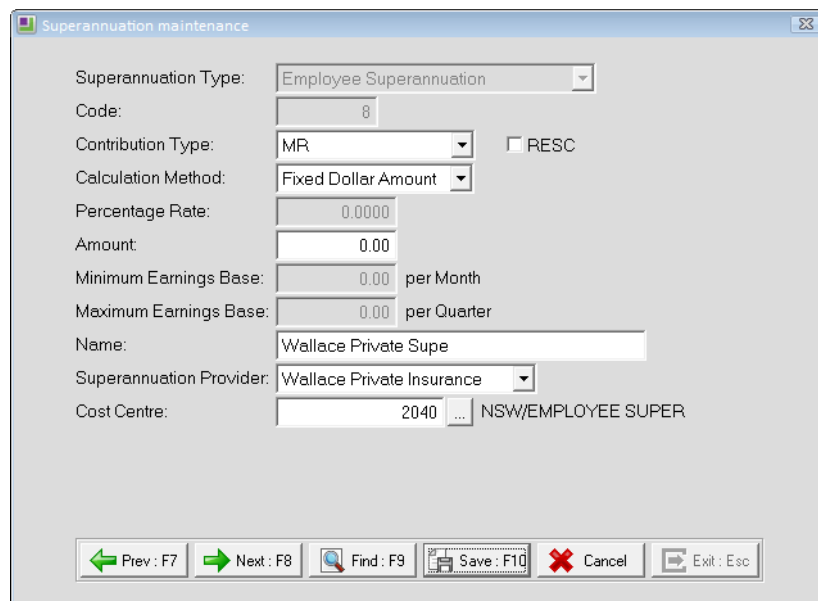 Superannuation maintenance
Superannuation Type: Employee Superannuation
Code: 8
Contribution Type: MR RESC
Calculation Method: Fixed Dollar Amount
Percentage Rate: 0.0000
Amount: 0.00
Minimum Earnings Base: 0.00 per Month
Maximum Earnings Base: 0.00 per Quarter
Name: Wallace Private Supe
Superannuation Provider: Wallace Private Insurance
Cost Centre: 2040 ... NSW/EMPLOYEE SUPER
Prev : F7 Next : F8 Find : F9 Save : F10 Cancel Exit : Esc